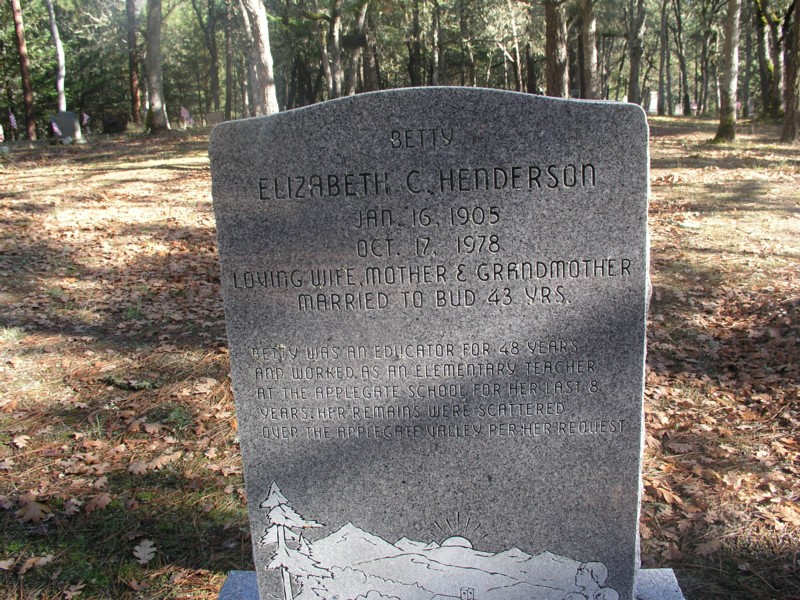 BETTY
ELIZABETH C. HENDERSON
JAN. 16, 1905
OCT. 17, 1978
LOVING WIFE, MOTHER & GRANDMOTHER
MARRIED TO BUD 43 YRS.
BETTY WAS AN EDUCATOR FOR 48 YEARS
AND WORKED AS AN ELEMENTARY TEACHER
AT THE APPLEGATE SCHOOL FOR HER LAST 8
YEARS. HER REMAINS WERE SCATTERED
OVER THE APPLEGATE VALLEY PER HER REQUEST